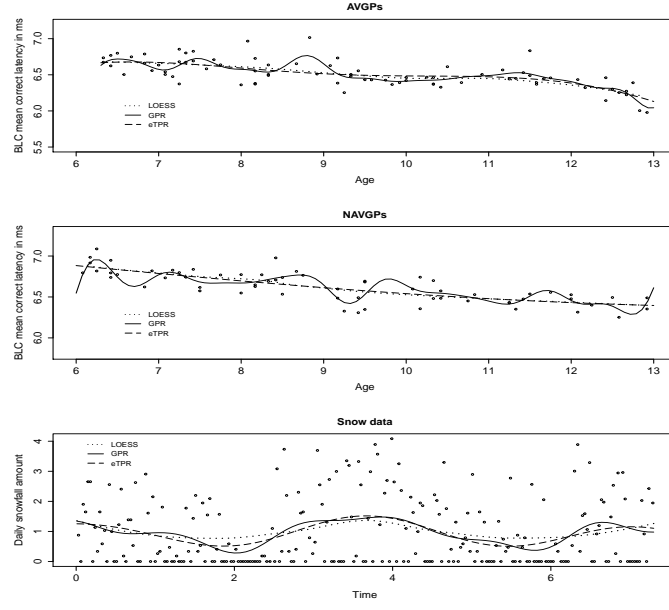 AVGPs
BLC mean correct latency in ms
7.0
6.5
6.0
5.5
LOESS
GPR
eTPR
6 7 8 9 10 11 12 13
Age
NAVGPs
BLC mean correct latency in ms
7.0
6.5
6.0
LOESS
GPR
eTPR
6 7 8 9 10 11 12 13
Age
Snow data
Daily snowfall amount
4
3
2
1
0
LOESS
GPR
eTPR
0 2 4 6
Time